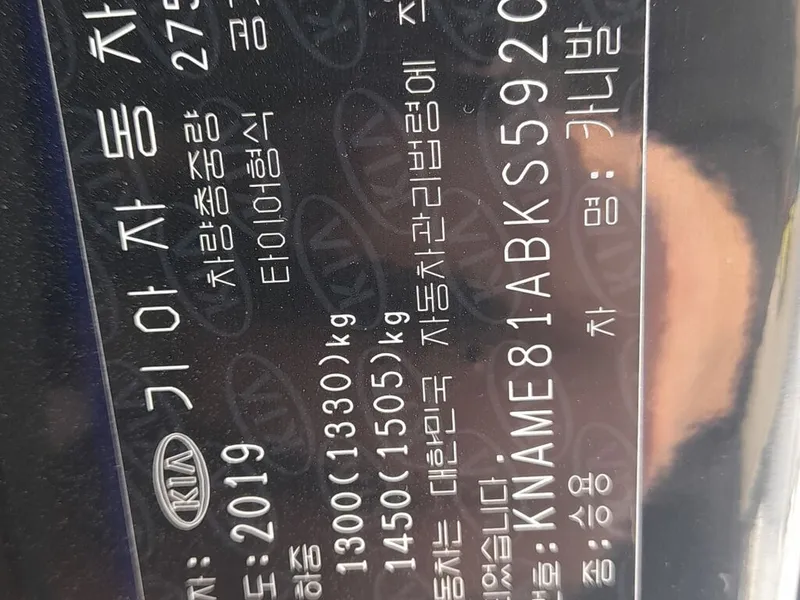 자: KIA 기아자동차
도: 2019 차량총중량 275
하중 타이어형식 공
1300(1330)kg
1450(1505)kg
동차는 대한민국 자동차관리법령에
되었습니다.
번호: KNAME81ABKS5920
종: 승용 차 명: 카니발